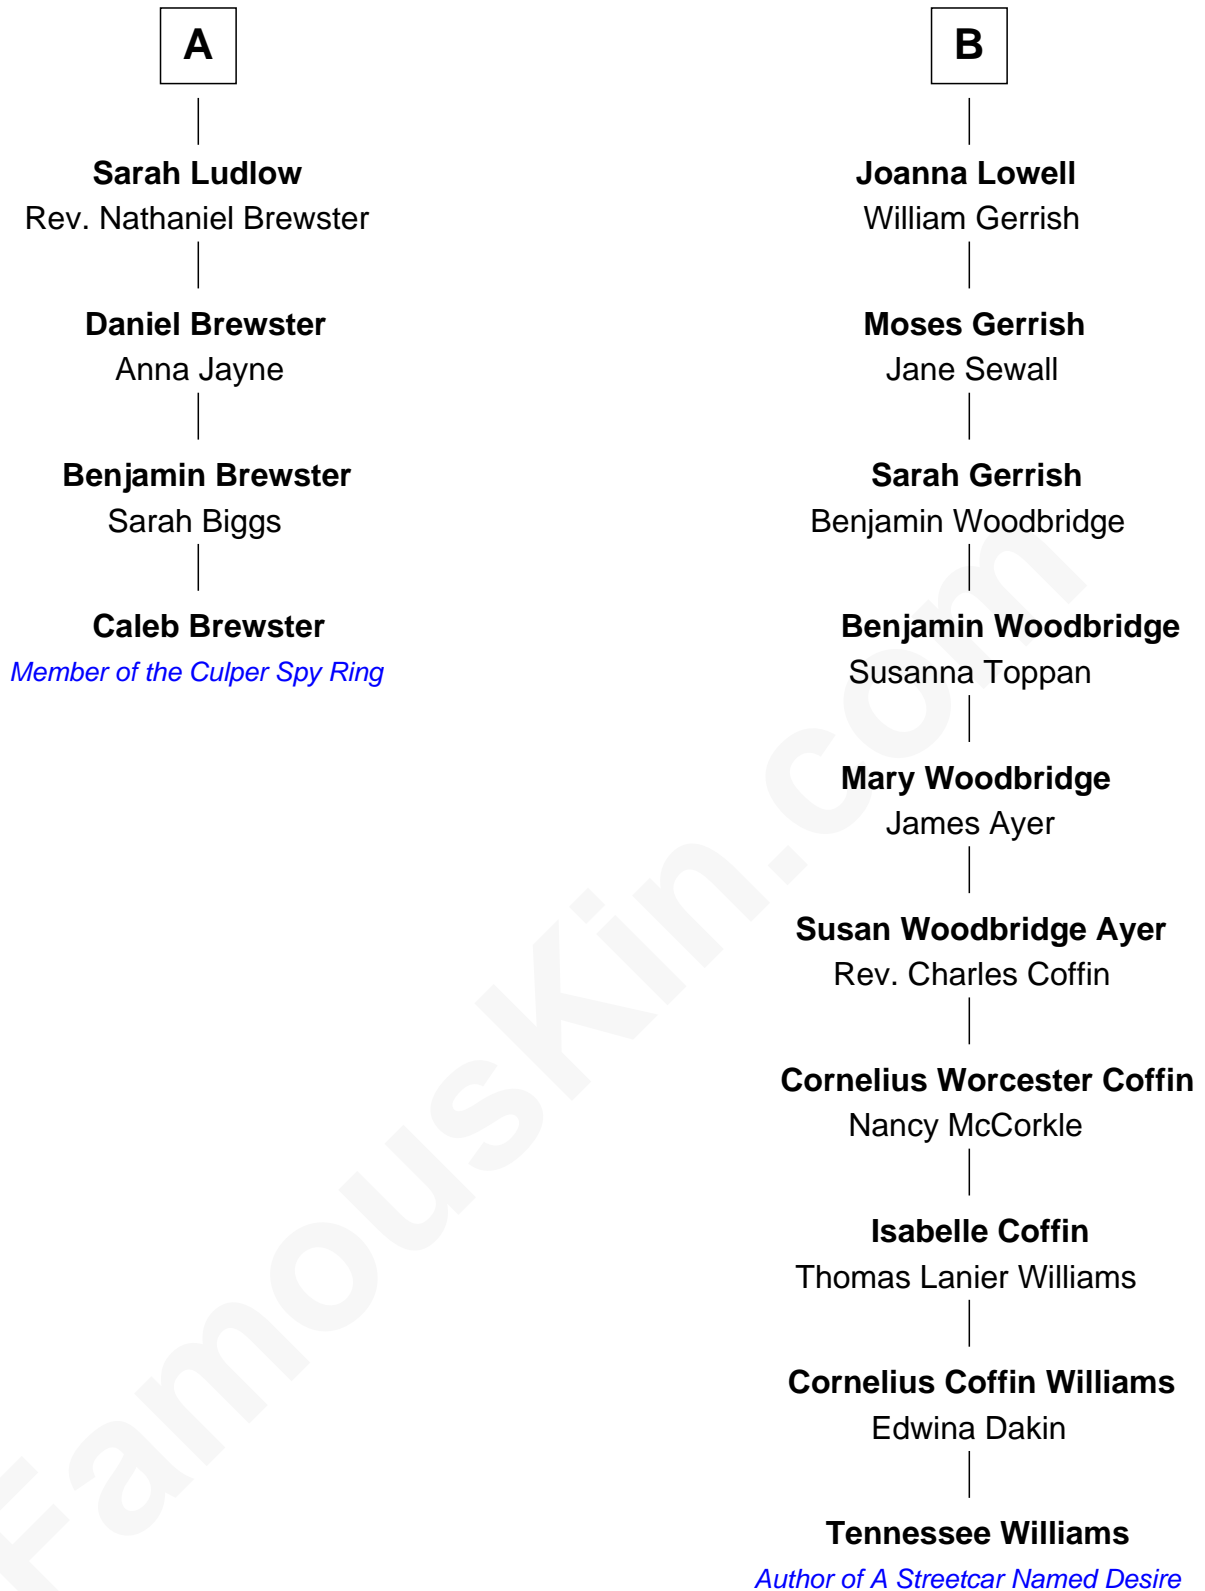 A
Sarah Ludlow
Rev. Nathaniel Brewster
Daniel Brewster
Anna Jayne
Benjamin Brewster
Sarah Biggs
Caleb Brewster
Member of the Culper Spy Ring
B
Joanna Lowell
William Gerrish
Moses Gerrish
Jane Sewall
Sarah Gerrish
Benjamin Woodbridge
Benjamin Woodbridge
Susanna Toppan
Mary Woodbridge
James Ayer
Susan Woodbridge Ayer
Rev. Charles Coffin
Cornelius Worcester Coffin
Nancy McCorkle
Isabelle Coffin
Thomas Lanier Williams
Cornelius Coffin Williams
Edwina Dakin
Tennessee Williams
Author of A Streetcar Named Desire
FamousKin.com